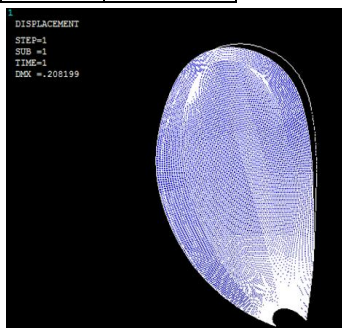 1
DISPLACEMENT
STEP=1
SUB =1
TIME=1
DMX =.208199